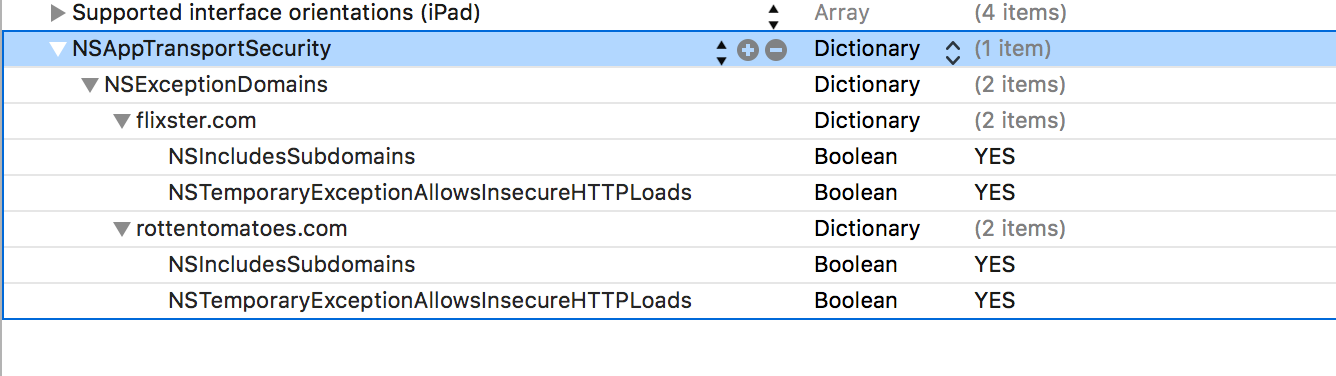 Supported interface orientations (iPad) Array (4 items)
NSAppTransportSecurity Dictionary (1 item)
NSExceptionDomains Dictionary (2 items)
flixster.com Dictionary (2 items)
NSIncludesSubdomains Boolean YES
NSTemporaryExceptionAllowsInsecureHTTPLoads Boolean YES
rottentomatoes.com Dictionary (2 items)
NSIncludesSubdomains Boolean YES
NSTemporaryExceptionAllowsInsecureHTTPLoads Boolean YES